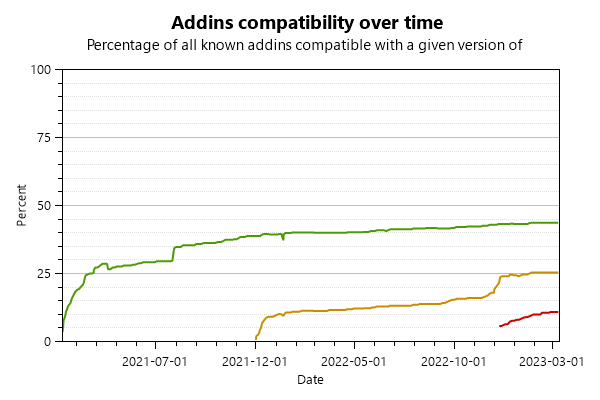 Addins compatibility over time
Percentage of all known addins compatible with a given version of
100
75
50
25
0
Percent
2021-07-01
2021-12-01
2022-05-01
2022-10-01
2023-03-01
Date